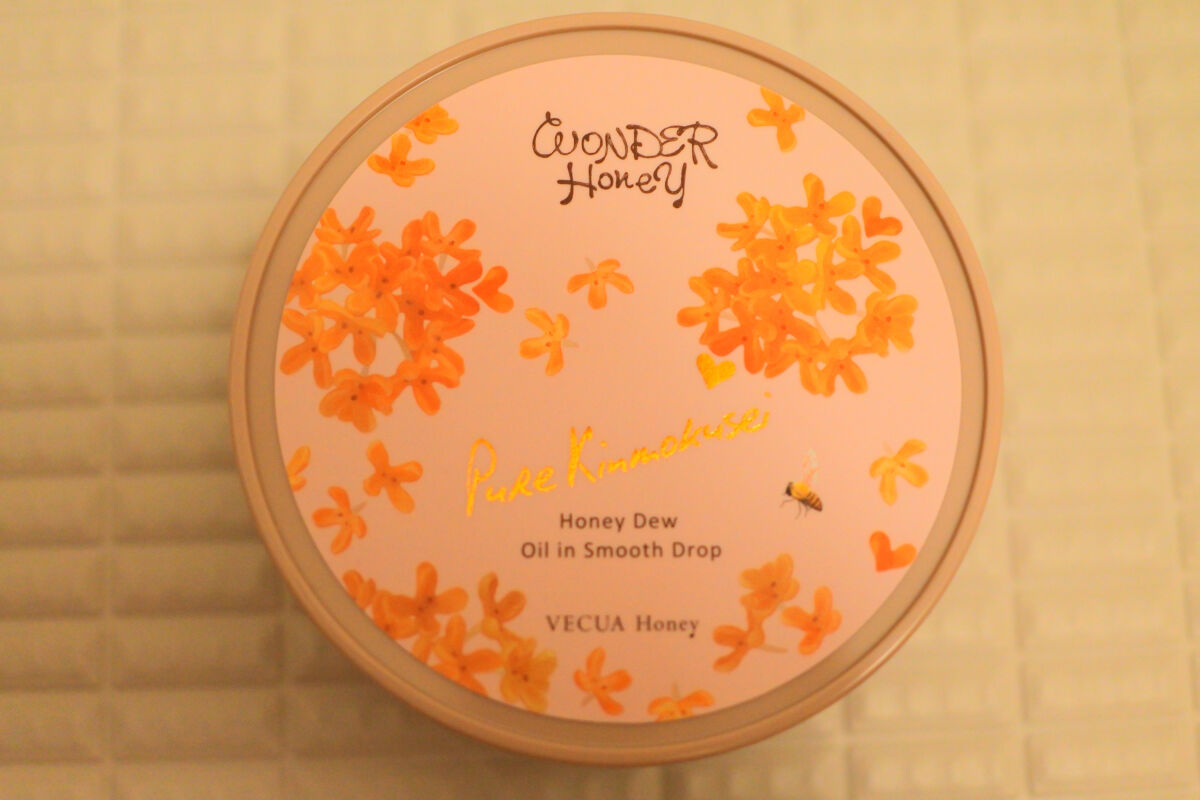 WONDER
Honey
Pure Kinmokusei
Honey Dew
Oil in Smooth Drop
VECUA Honey